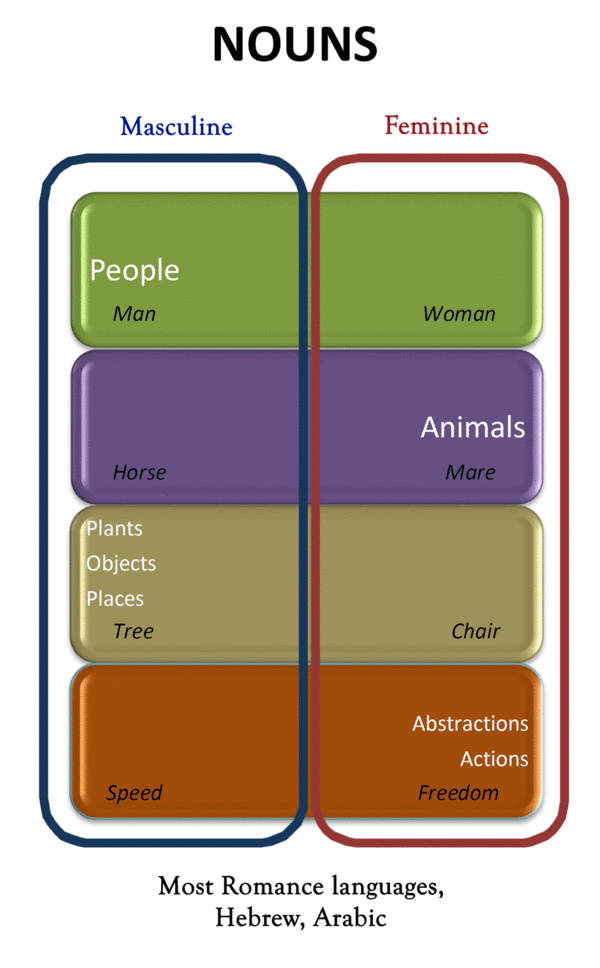 NOUNS
Masculine
Feminine
People
Man
Woman
Animals
Horse
Mare
Plants
Objects
Places
Tree
Chair
Abstractions
Actions
Speed
Freedom
Most Romance languages,
Hebrew, Arabic